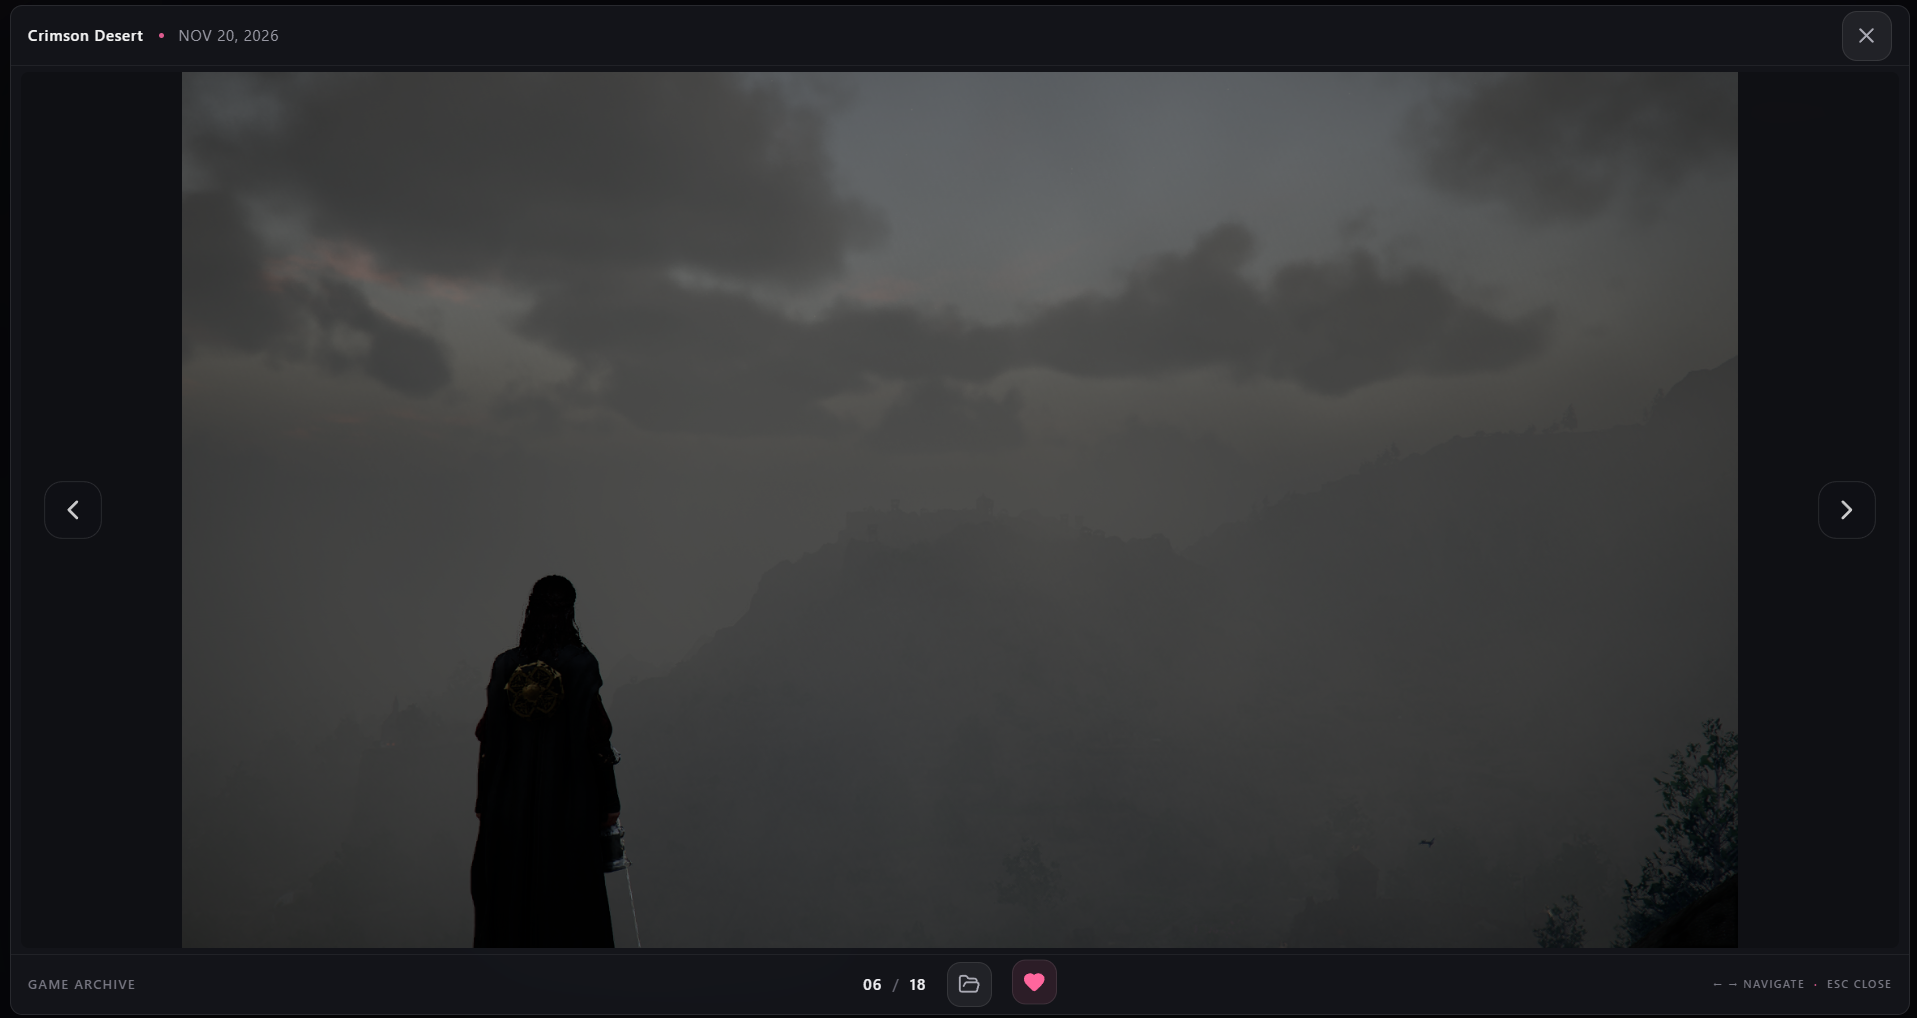 Crimson Desert • NOV 20, 2026
GAME ARCHIVE
06 / 18
← → NAVIGATE · ESC CLOSE